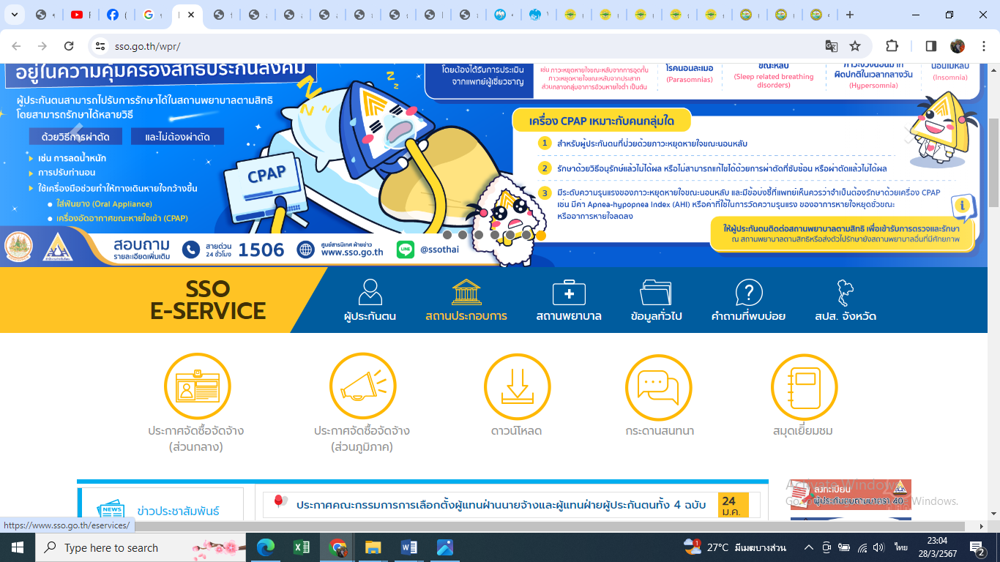 sso.go.th/wpr/
อยู่ในความคุ้มครองสิทธิประกันสังคม
ผู้ประกันตนสามารถไปรับการรักษาได้ในสถานพยาบาลตามสิทธิ
โดยสามารถรักษาได้หลายวิธี
ด้วยวิธีการผ่าตัด
และไม่ต้องผ่าตัด
เช่น การลดน้ำหนัก
การปรับท่านอน
ใช้เครื่องมือช่วยทำให้ทางเดินหายใจกว้างขึ้น
ใส่ฟันยาง (Oral Appliance)
เครื่องอัดอากาศขณะหายใจเข้า (CPAP)
CPAP
โดยต้องได้รับการประเมิน
จากแพทย์ผู้เชี่ยวชาญ
เช่น ภาวะหยุดหายใจขณะหลับจากการอุดกั้น
ภาวะหยุดหายใจขณะหลับจากประสาท
ส่วนกลางกลุ่มอาการอ้วนหายใจต่ำ เป็นต้น
โรคนอนละเมอ
(Parasomnias)
ขณะหลับ
(Sleep related breathing
disorders)
ภาวะง่วงนอนมาก
ผิดปกติในเวลากลางวัน
(Hypersomnia)
นอนไม่หลับ
(Insomnia)
เครื่อง CPAP เหมาะกับคนกลุ่มใด
1 สำหรับผู้ประกันตนที่ป่วยด้วยภาวะหยุดหายใจขณะนอนหลับ
2 รักษาด้วยวิธีอนุรักษ์แล้วไม่ได้ผล หรือไม่สามารถแก้ไขได้ด้วยการผ่าตัดที่ซับซ้อน หรือผ่าตัดแล้วไม่ได้ผล
3 มีระดับความรุนแรงของภาวะหยุดหายใจขณะนอนหลับ และมีข้อบ่งชี้ที่แพทย์เห็นควรว่าจำเป็นต้องรักษาด้วยเครื่อง CPAP
เช่น มีค่า Apnea-hypopnea Index (AHI) หรือค่าที่ใช้ในการวัดความรุนแรง ของอาการหายใจหยุดชั่วขณะ
หรืออาการหายใจลดลง
ให้ผู้ประกันตนติดต่อสถานพยาบาลตามสิทธิ เพื่อเข้ารับการตรวจและรักษา
ณ สถานพยาบาลตามสิทธิหรือส่งตัวไปรักษายังสถานพยาบาลอื่นที่มีศักยภาพ
สอบถาม
รายละเอียดเพิ่มเติม
สายด่วน
24 ชั่วโมง
1506
ศูนย์สารนิเทศ ฝ่ายข่าว
www.sso.go.th
LINE
@ssothai
SSO
E-SERVICE
ผู้ประกันตน
สถานประกอบการ
สถานพยาบาล
ข้อมูลทั่วไป
คำถามที่พบบ่อย
สปส. จังหวัด
ประกาศจัดซื้อจัดจ้าง
(ส่วนกลาง)
ประกาศจัดซื้อจัดจ้าง
(ส่วนภูมิภาค)
ดาวน์โหลด
กระดานสนทนา
สมุดเยี่ยมชม
NEWS
ข่าวประชาสัมพันธ์
ประกาศคณะกรรมการการเลือกตั้งผู้แทนฝ่ายนายจ้างและผู้แทนฝ่ายผู้ประกันตนทั้ง 4 ฉบับ
24
ม.ค.
ลงทะเบียน
ผู้ประกันตนตามมาตรา 40
Activate Windows
https://www.sso.go.th/eservices/
Type here to search
27°C มีเมฆบางส่วน
ไทย
23:04
28/3/2567
2